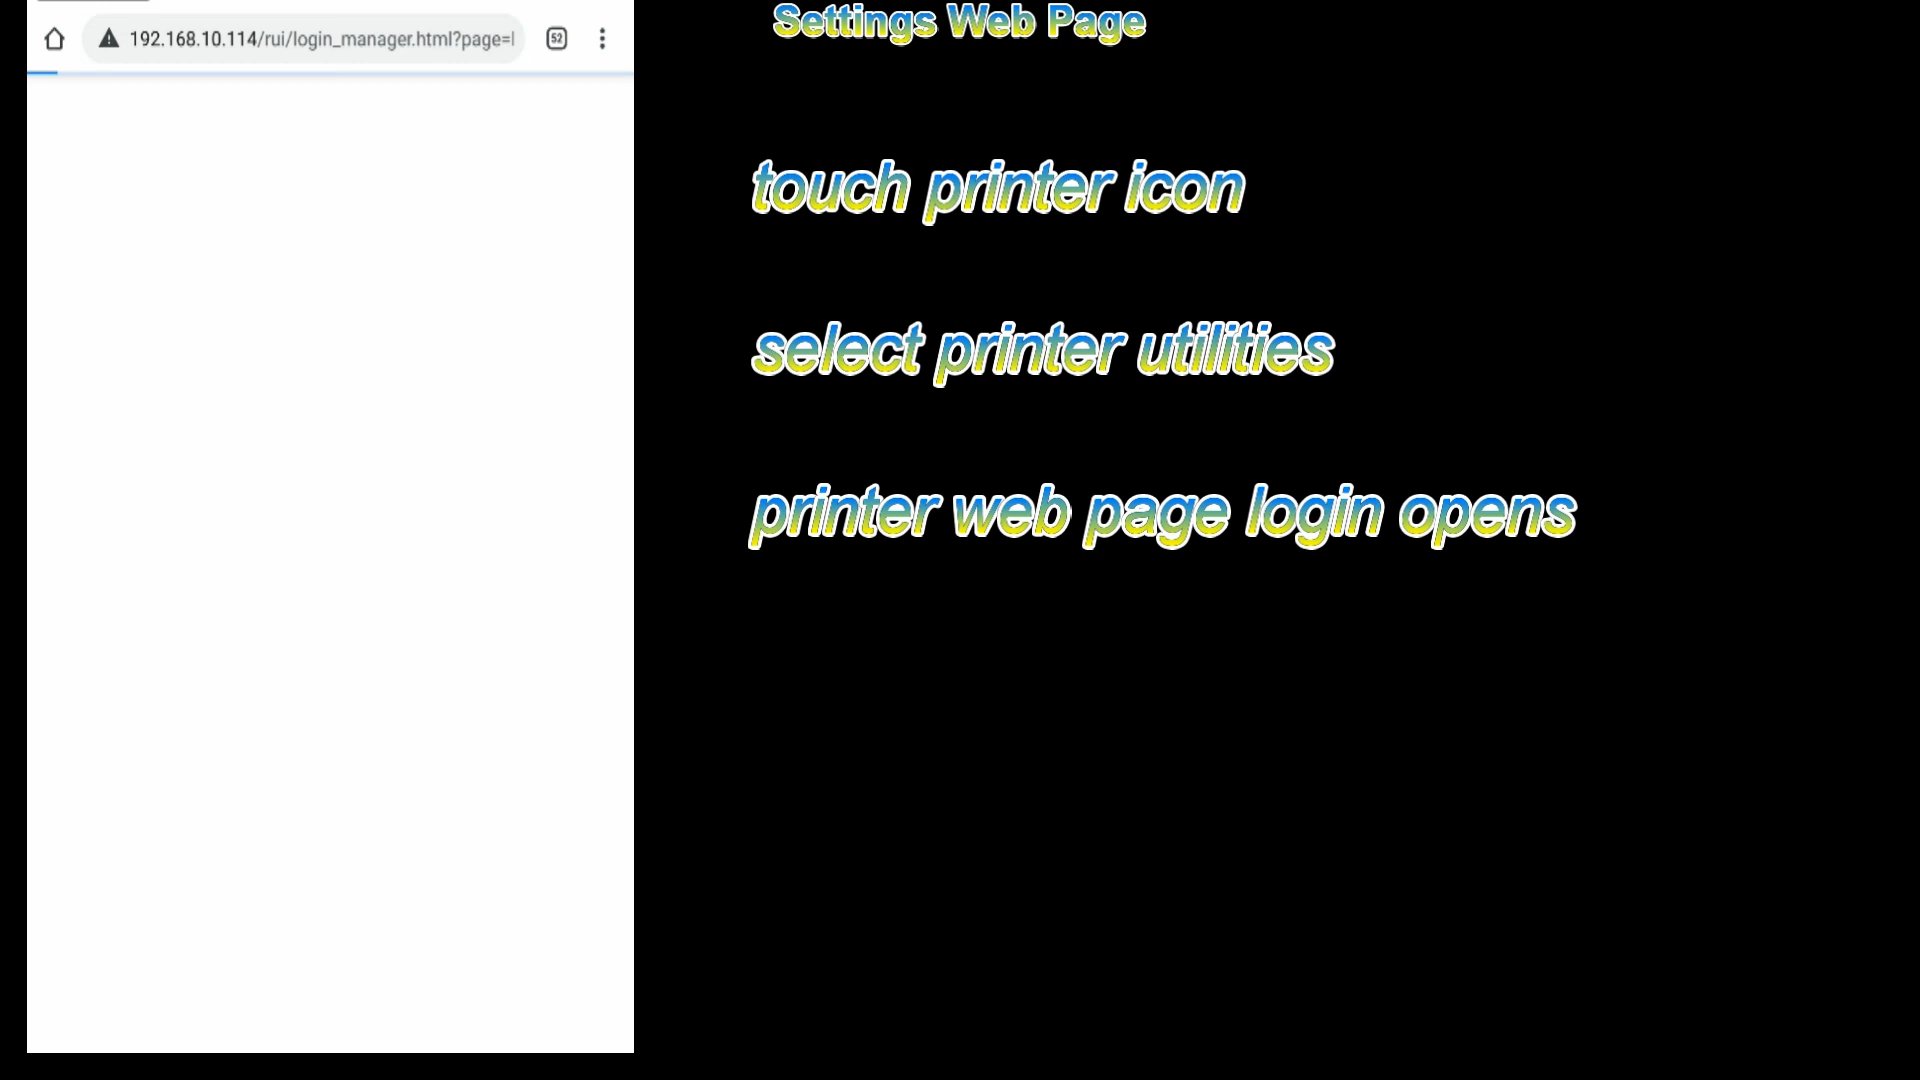 192.168.10.114/rui/login_manager.html?page=
52
Settings Web Page
touch printer icon
select printer utilities
printer web page login opens